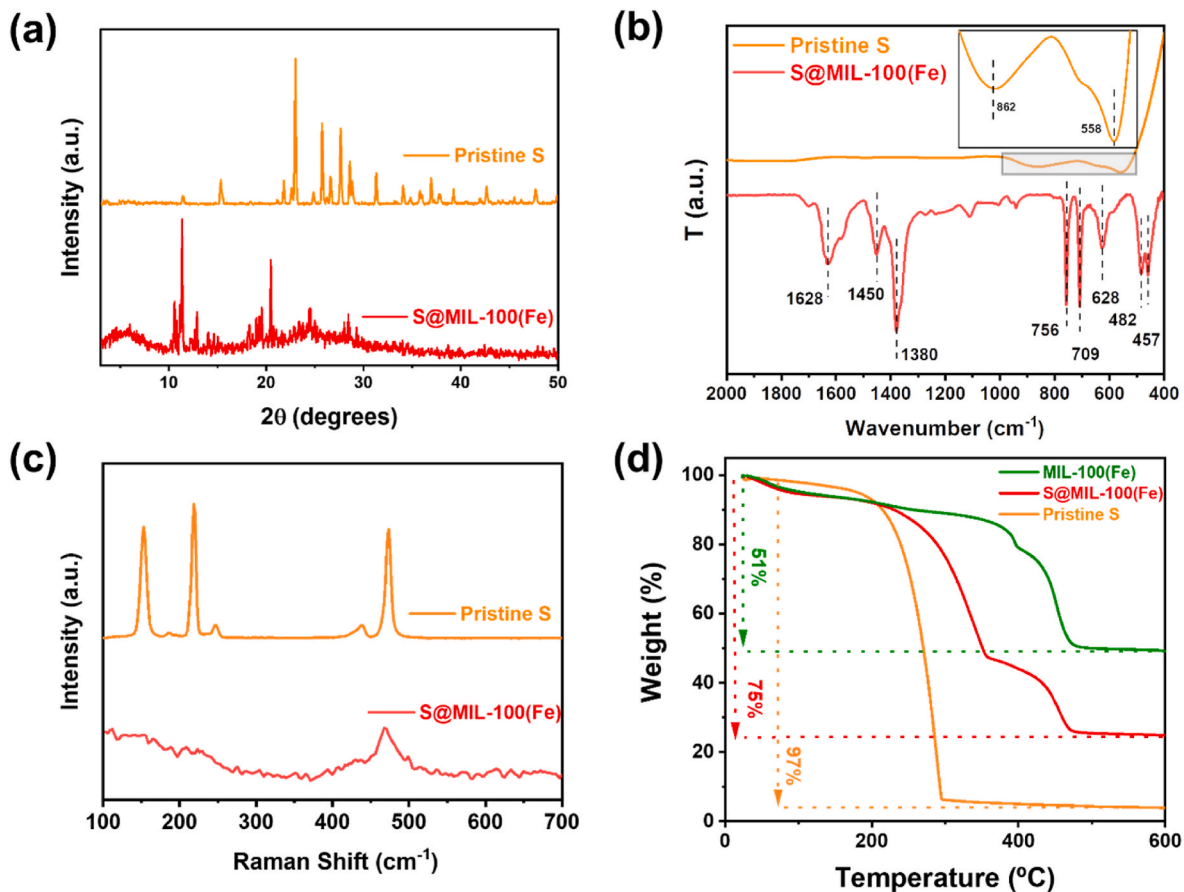 (a)
Pristine S
S@MIL-100(Fe)
Intensity (a.u.)
10 20 30 40 50
2θ (degrees)
(b)
Pristine S
S@MIL-100(Fe)
862
558
T (a.u.)
1628
1450
1380
756
709
628
482
457
2000 1800 1600 1400 1200 1000 800 600 400
Wavenumber (cm⁻¹)
(c)
Pristine S
S@MIL-100(Fe)
Intensity (a.u.)
100 200 300 400 500 600 700
Raman Shift (cm⁻¹)
(d)
MIL-100(Fe)
S@MIL-100(Fe)
Pristine S
100
80
60
40
20
0
51%
75%
97%
Weight (%)
0 200 400 600
Temperature (ºC)